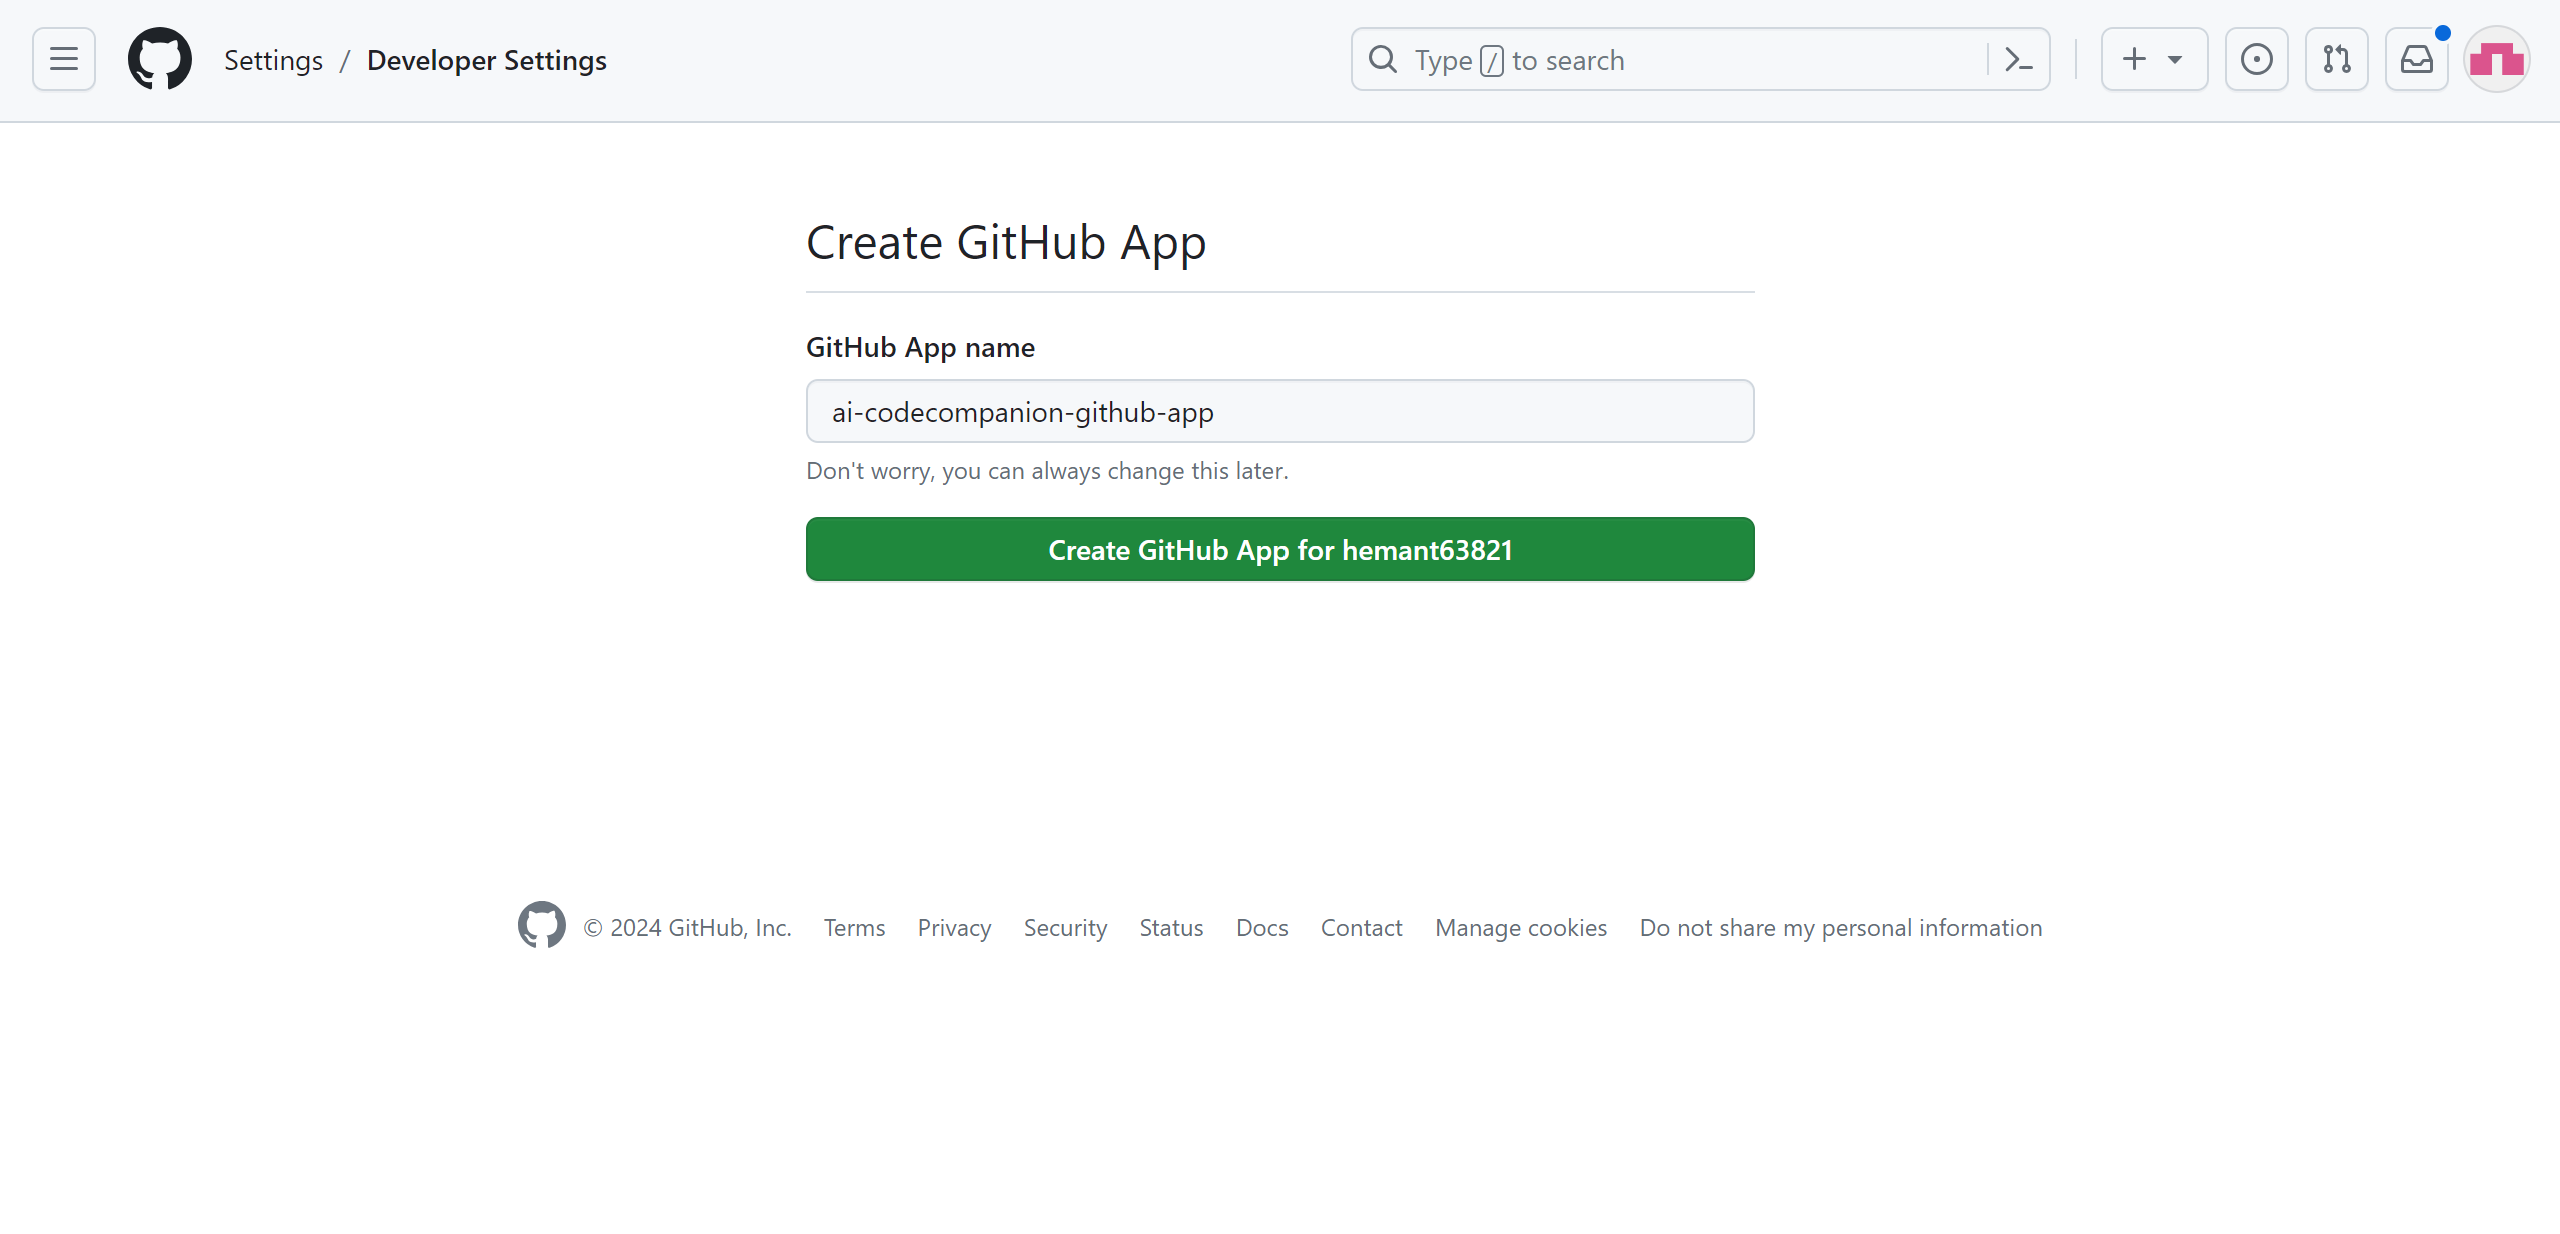 Settings / Developer Settings
Type / to search
Create GitHub App
GitHub App name
ai-codecompanion-github-app
Don't worry, you can always change this later.
Create GitHub App for hemant63821
© 2024 GitHub, Inc. Terms Privacy Security Status Docs Contact Manage cookies Do not share my personal information